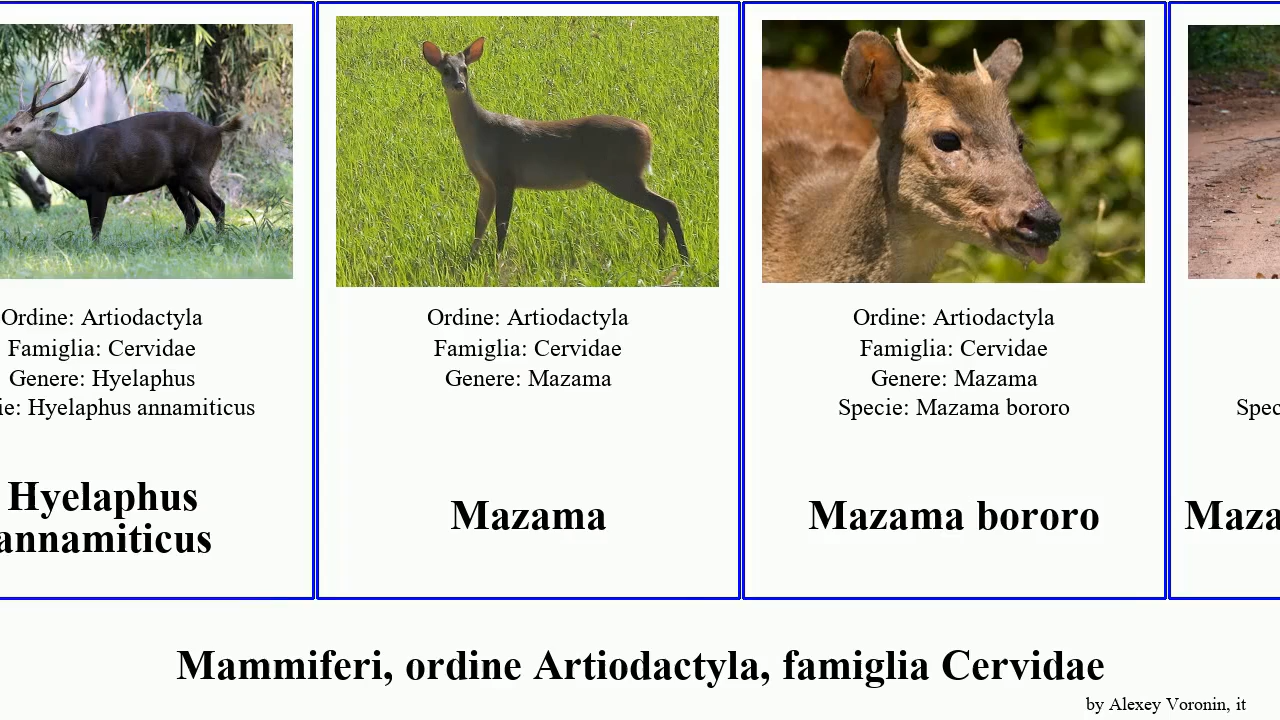 Ordine: Artiodactyla
Famiglia: Cervidae
Genere: Hyelaphus
ie: Hyelaphus annamiticus
Hyelaphus
annamiticus
Ordine: Artiodactyla
Famiglia: Cervidae
Genere: Mazama
Mazama
Ordine: Artiodactyla
Famiglia: Cervidae
Genere: Mazama
Specie: Mazama bororo
Mazama bororo
Spec
Maza
Mammiferi, ordine Artiodactyla, famiglia Cervidae
by Alexey Voronin, it